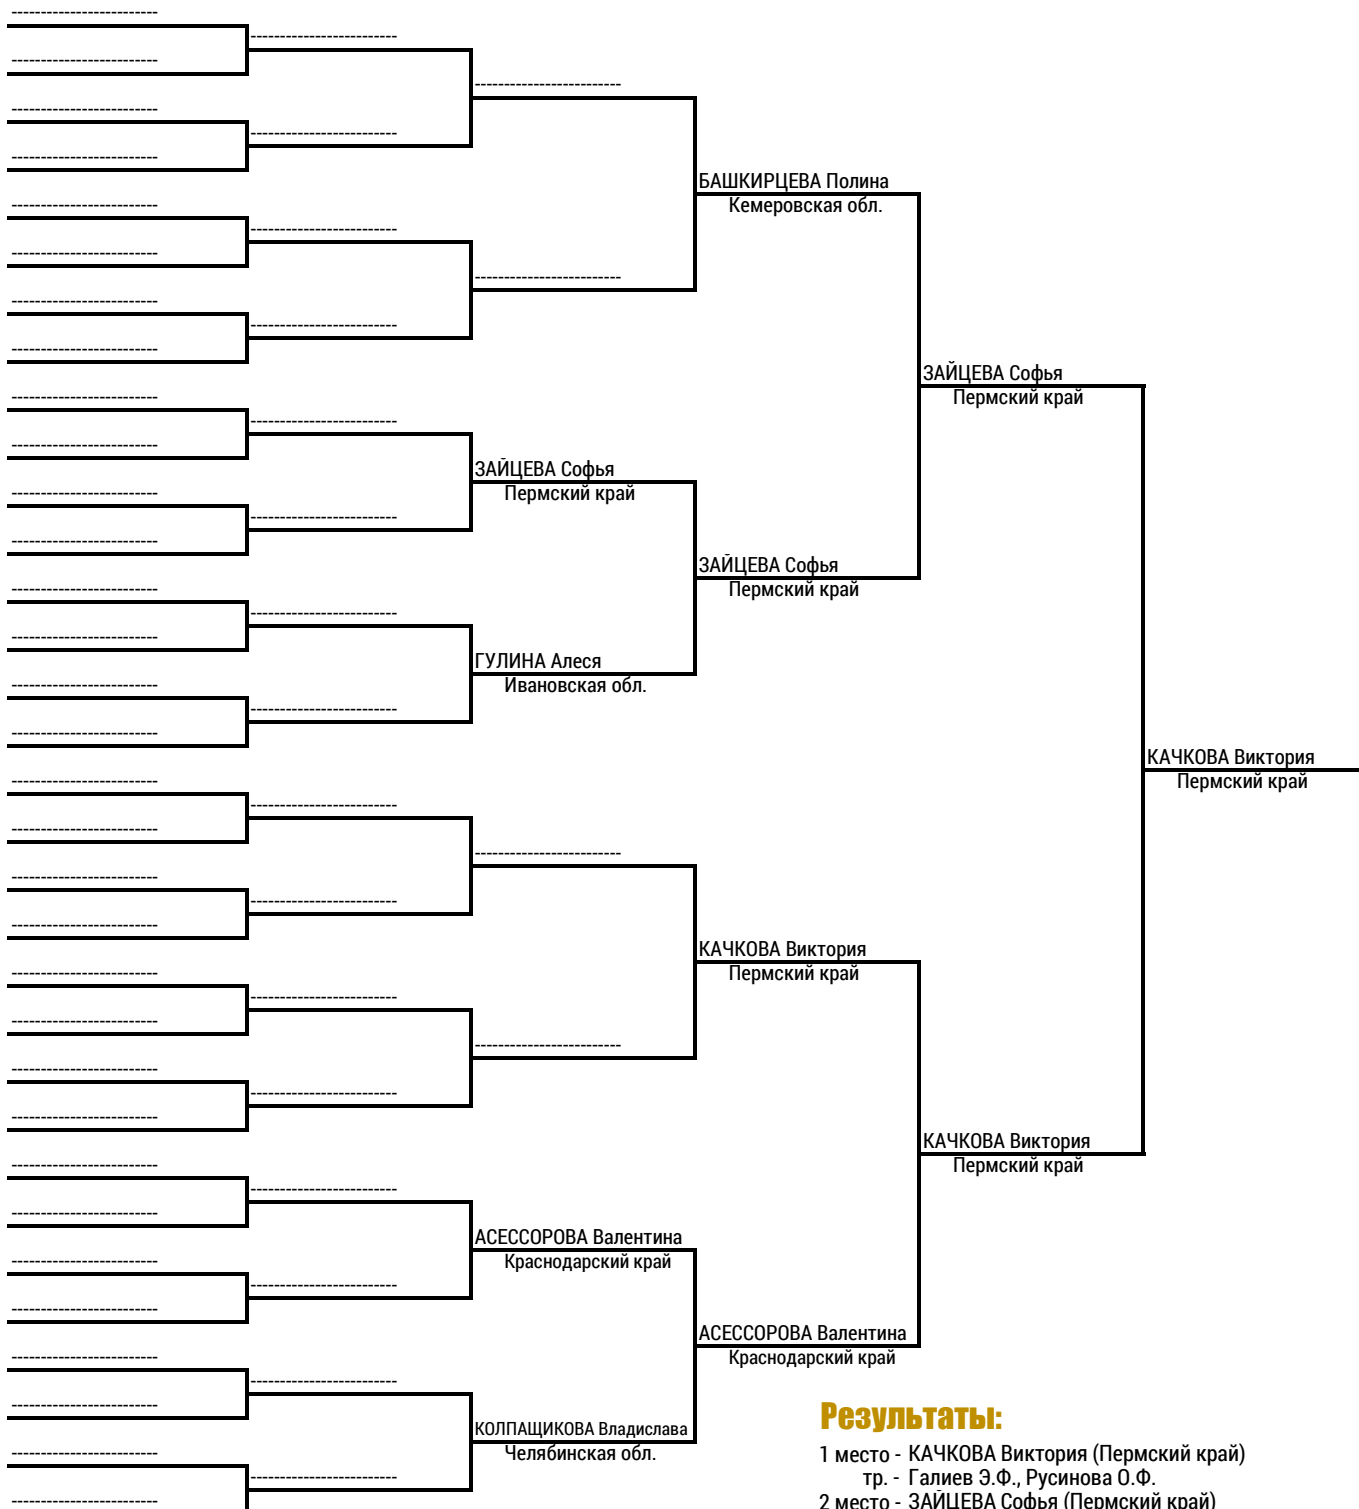 БАШКИРЦЕВА Полина
Кемеровская обл.
ЗАЙЦЕВА Софья
Пермский край
ЗАЙЦЕВА Софья
Пермский край
ЗАЙЦЕВА Софья
Пермский край
ГУЛИНА Алеся
Ивановская обл.
КАЧКОВА Виктория
Пермский край
КАЧКОВА Виктория
Пермский край
КАЧКОВА Виктория
Пермский край
АСЕССОРОВА Валентина
Краснодарский край
АСЕССОРОВА Валентина
Краснодарский край
КОЛПАЩИКОВА Владислава
Челябинская обл.
Результаты:
1 место - КАЧКОВА Виктория (Пермский край)
тр. - Галиев Э.Ф., Русинова О.Ф.
2 место - ЗАЙЦЕВА Софья (Пермский край)